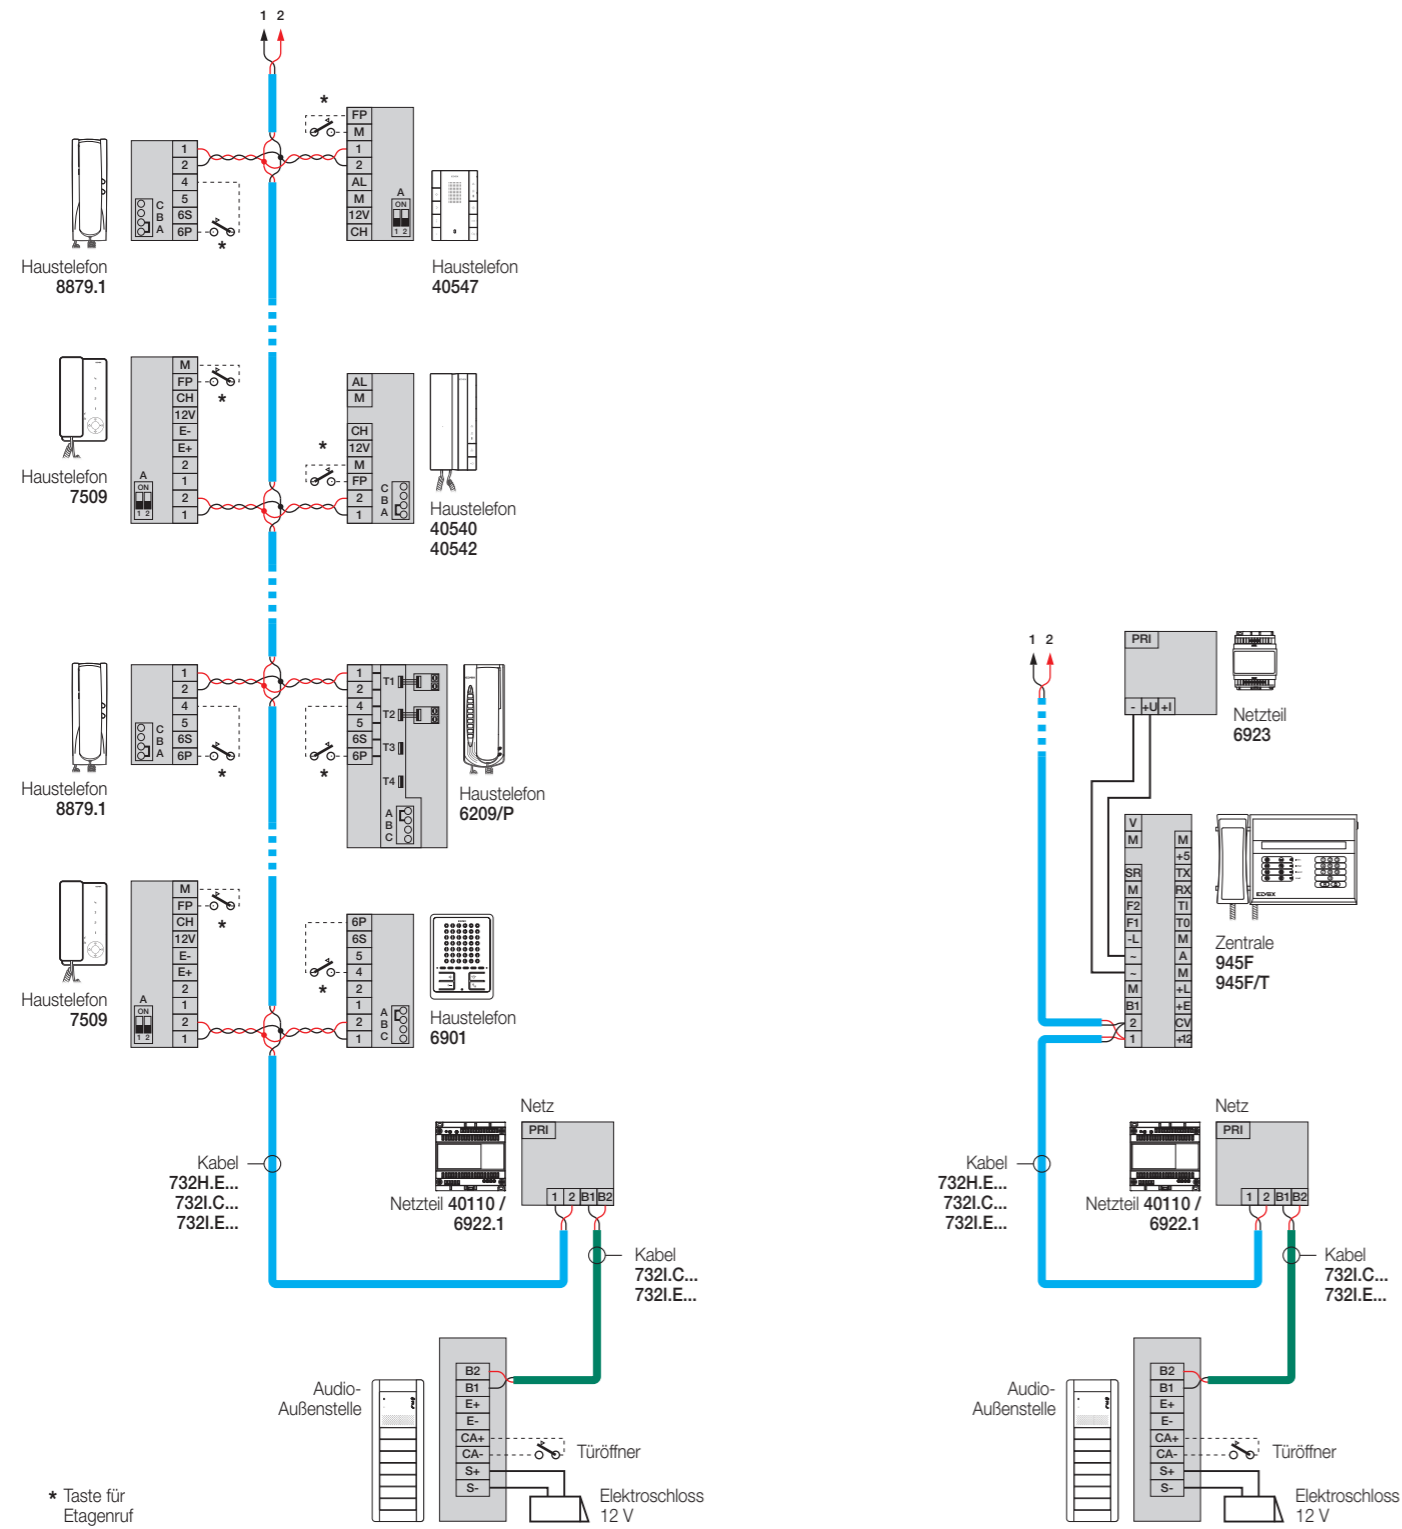 1 2
*
FP
M
1
2
AL
M
12V
CH
A
ON
1 2
1
2
4
5
6S
6P
C
B
A
*
Haustelefon
8879.1
Haustelefon
40547
M
FP
CH
12V
E-
E+
2
1
2
1
A
ON
1 2
*
Haustelefon
7509
AL
M
CH
12V
M
FP
2
1
C
B
A
*
Haustelefon
40540
40542
1
2
4
5
6S
6P
C
B
A
*
Haustelefon
8879.1
1
2
4
5
6S
6P
T1
T2
T3
T4
A
B
C
*
Haustelefon
6209/P
M
FP
CH
12V
E-
E+
2
1
2
1
A
ON
1 2
*
Haustelefon
7509
6P
6S
5
4
2
1
2
1
A
B
C
*
Haustelefon
6901
Netz
PRI
1 2 B1 B2
Netzteil 40110 /
6922.1
Kabel
732H.E...
732I.C...
732I.E...
Kabel
732I.C...
732I.E...
Audio-
Außenstelle
B2
B1
E+
E-
CA+
CA-
S+
S-
Türöffner
Elektroschloss
12 V
* Taste für
Etagenruf
1 2
PRI
- +U +I
Netzteil
6923
V
M
SR
M
F2
F1
-L
~
~
M
B1
2
1
M
+5
TX
RX
TI
T0
M
A
M
+L
+E
CV
+12
ELVOX
Zentrale
945F
945F/T
Netz
PRI
1 2 B1 B2
Netzteil 40110 /
6922.1
Kabel
732H.E...
732I.C...
732I.E...
Kabel
732I.C...
732I.E...
Audio-
Außenstelle
B2
B1
E+
E-
CA+
CA-
S+
S-
Türöffner
Elektroschloss
12 V